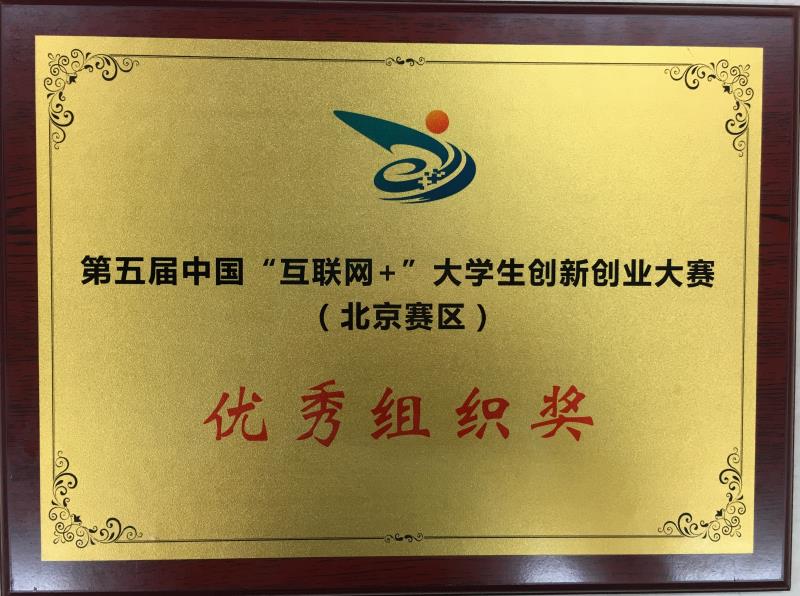 第五届中国“互联网+”大学生创新创业大赛
（北京赛区）
优秀组织奖